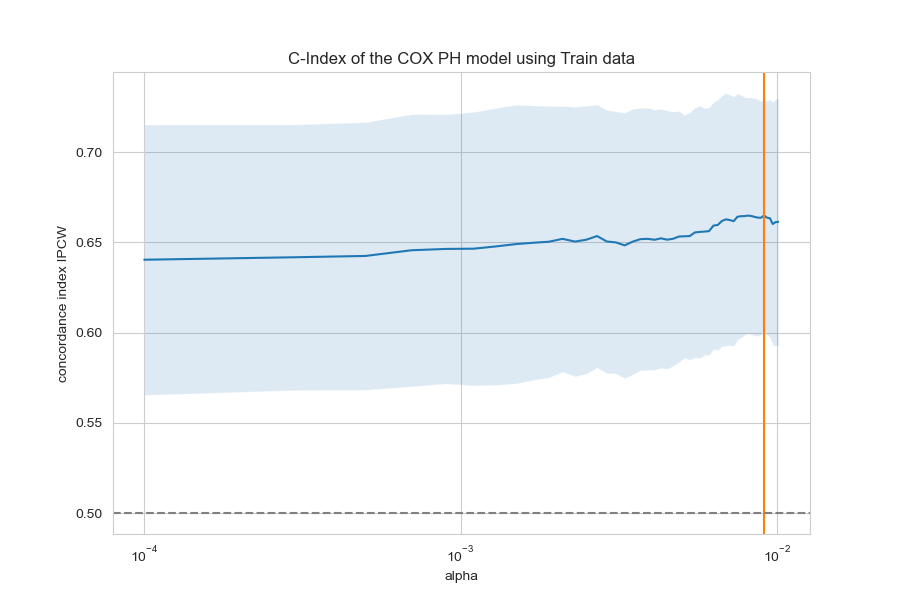 C-Index of the COX PH model using Train data
concordance index IPCW
0.70
0.65
0.60
0.55
0.50
10⁻⁴
10⁻³
10⁻²
alpha